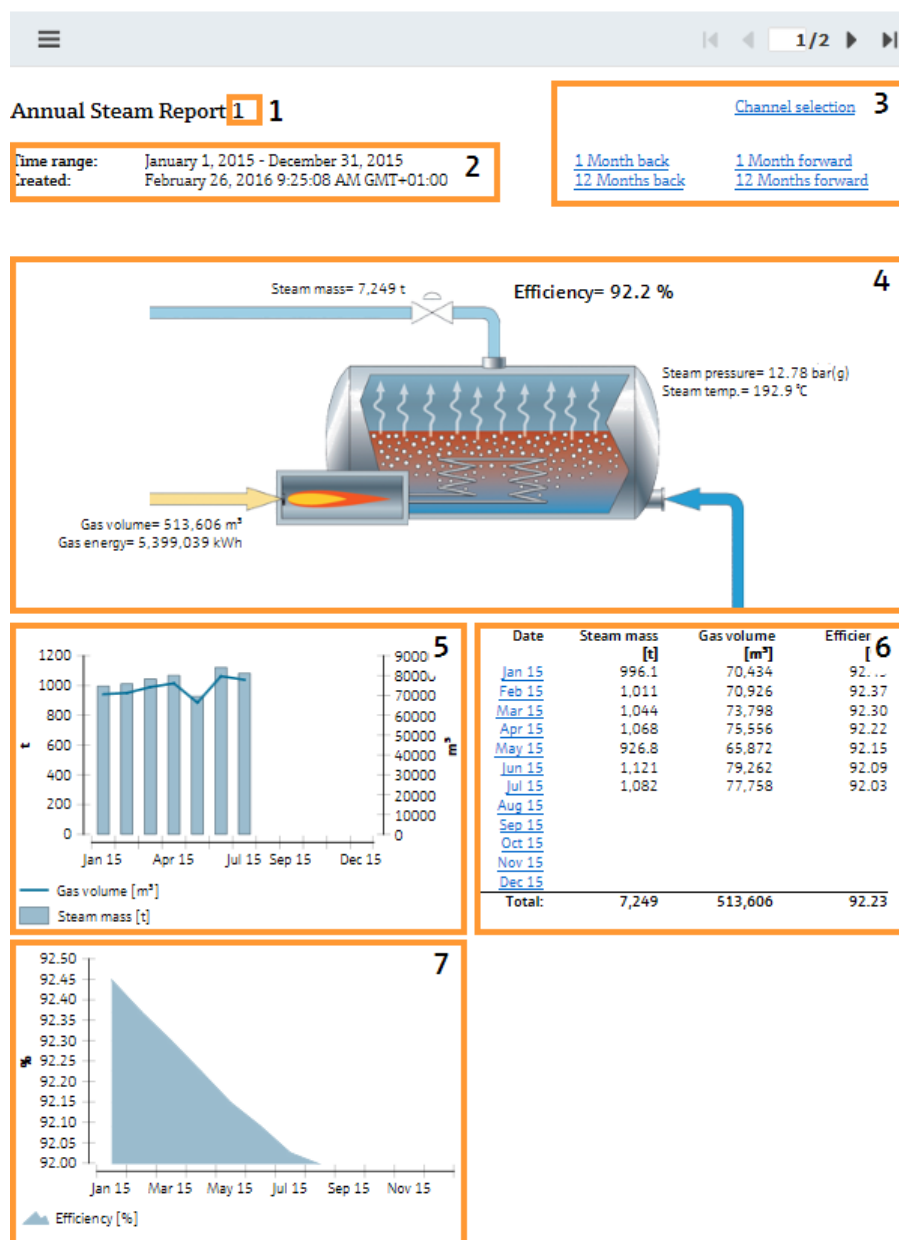 1/2
Annual Steam Report 1
1
Time range: January 1, 2015 - December 31, 2015
Created: February 26, 2016 9:25:08 AM GMT+01:00
2
Channel selection
3
1 Month back 1 Month forward
12 Months back 12 Months forward
4
Steam mass= 7,249 t
Efficiency= 92.2 %
Steam pressure= 12.78 bar(g)
Steam temp.= 192.9 °C
Gas volume= 513,606 m³
Gas energy= 5,399,039 kWh
5
1200
1000
800
600
400
200
0
t
80000
70000
60000
50000
40000
30000
20000
10000
0
m³
Jan 15 Apr 15 Jul 15 Sep 15 Dec 15
Gas volume [m³]
Steam mass [t]
6
Date Steam mass Gas volume
[t] [m³] [
Jan 15 996.1 70,434 92.
Feb 15 1,011 70,926 92.37
Mar 15 1,044 73,798 92.30
Apr 15 1,068 75,556 92.22
May 15 926.8 65,872 92.15
Jun 15 1,121 79,262 92.09
Jul 15 1,082 77,758 92.03
Aug 15
Sep 15
Oct 15
Nov 15
Dec 15
Total: 7,249 513,606 92.23
7
92.50
92.45
92.40
92.35
92.30
92.25
92.20
92.15
92.10
92.05
92.00
%
Jan 15 Mar 15 May 15 Jul 15 Sep 15 Nov 15
Efficiency [%]